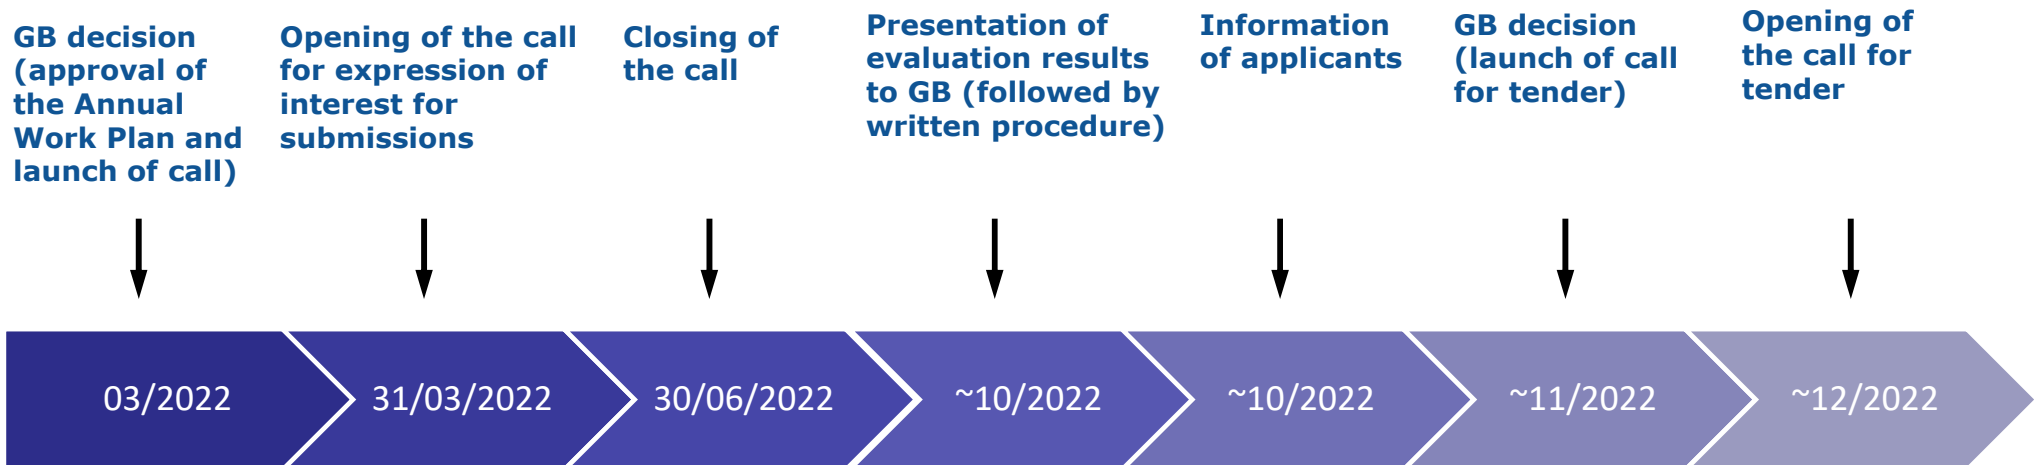 GB decision
(approval of
the Annual
Work Plan and
launch of call)
Opening of the call
for expression of
interest for
submissions
Closing of
the call
Presentation of
evaluation results
to GB (followed by
written procedure)
Information
of applicants
GB decision
(launch of call
for tender)
Opening of
the call for
tender
03/2022
31/03/2022
30/06/2022
~10/2022
~10/2022
~11/2022
~12/2022